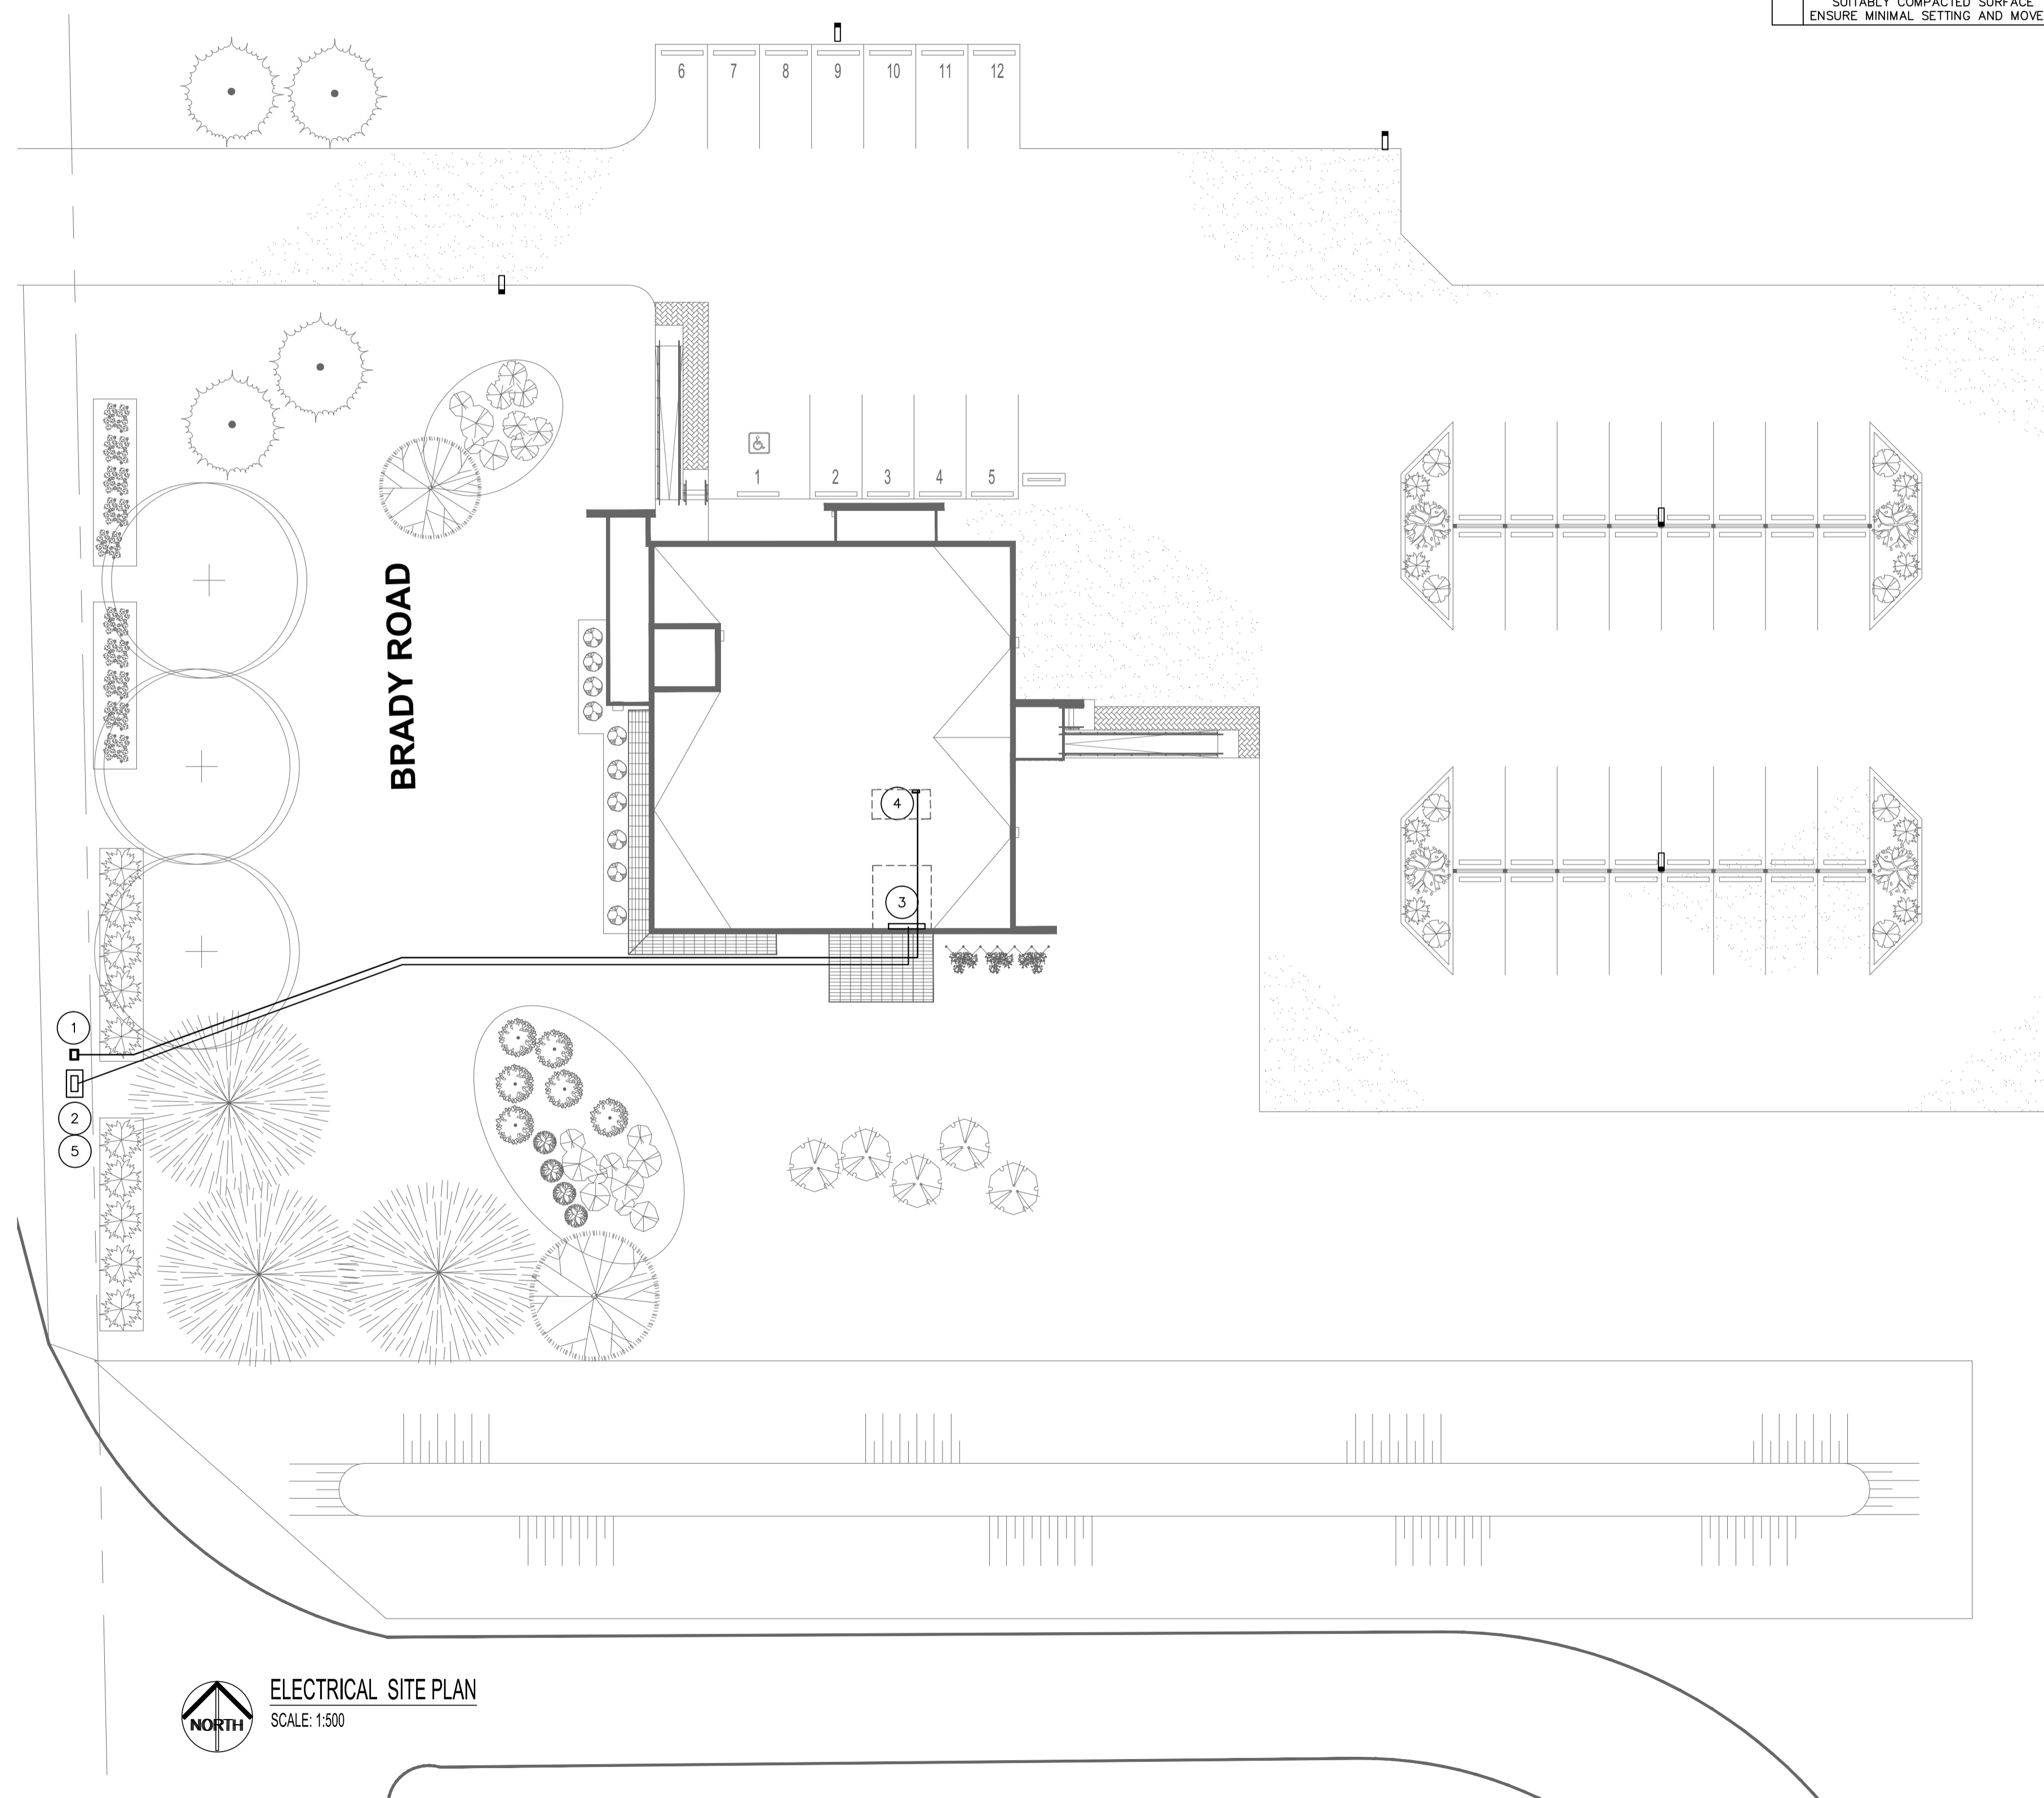 SUITABLY COMPACTED SURFACE
ENSURE MINIMAL SETTING AND MOVE
6 7 8 9 10 11 12
1 2 3 4 5
BRADY ROAD
4
3
1
2
5
NORTH
ELECTRICAL SITE PLAN
SCALE: 1:500